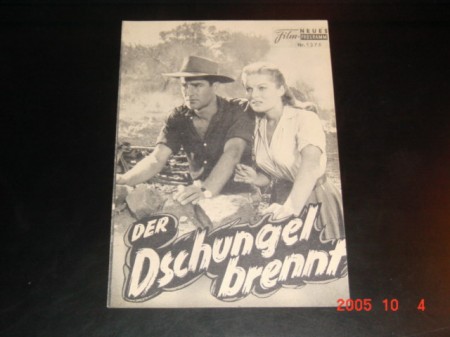 NEUES
Film PROGRAMM
DER
Dschungel
brennt
2005 10 4